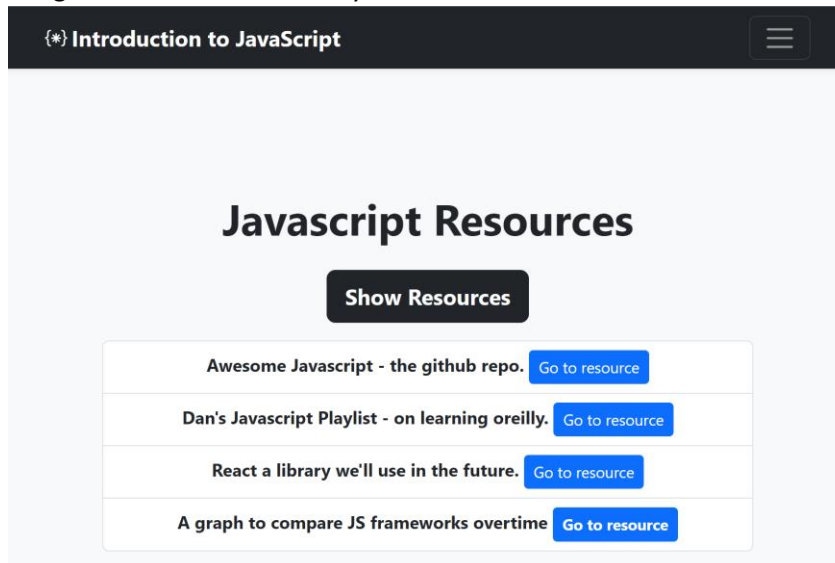 {*} Introduction to JavaScript
Javascript Resources
Show Resources
Awesome Javascript - the github repo. Go to resource
Dan's Javascript Playlist - on learning oreilly. Go to resource
React a library we'll use in the future. Go to resource
A graph to compare JS frameworks overtime Go to resource